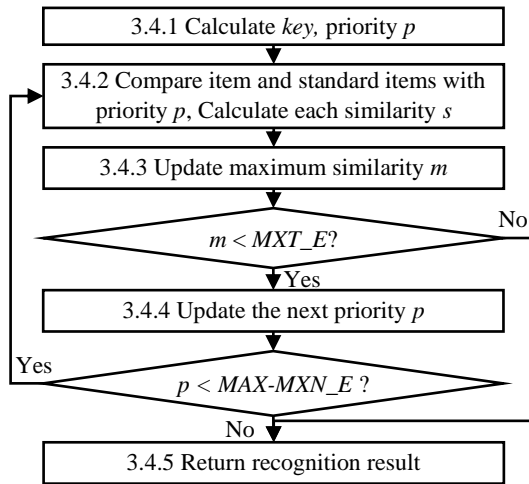 3.4.1 Calculate key, priority p
3.4.2 Compare item and standard items with
priority p, Calculate each similarity s
3.4.3 Update maximum similarity m
No
m < MXT_E?
Yes
3.4.4 Update the next priority p
Yes
p < MAX-MXN_E ?
No
3.4.5 Return recognition result